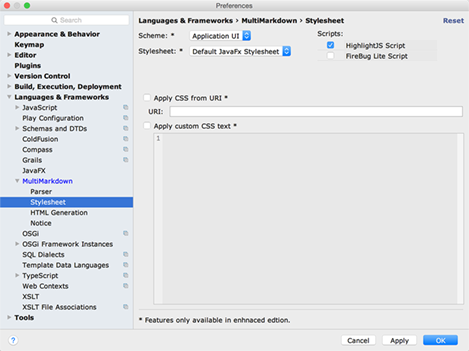 Preferences
Search
Languages & Frameworks › MultiMarkdown › Stylesheet
Reset
Appearance & Behavior
Keymap
Editor
Plugins
Version Control
Build, Execution, Deployment
Languages & Frameworks
JavaScript
Play Configuration
Schemas and DTDs
ColdFusion
Compass
Grails
JavaFX
MultiMarkdown
Parser
Stylesheet
HTML Generation
Notice
OSGi
OSGi Framework Instances
SQL Dialects
Template Data Languages
TypeScript
Web Contexts
XSLT
XSLT File Associations
Tools
Scheme: *
Application UI
Stylesheet: *
Default JavaFx Stylesheet
Scripts:
HighlightJS Script
FireBug Lite Script
Apply CSS from URI *
URI:
Apply custom CSS text *
1
* Features only available in enhnaced edtion.
?
Cancel
Apply
OK